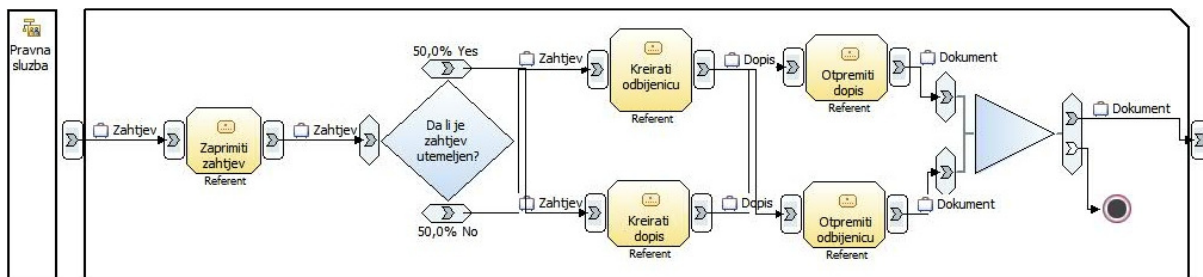 Pravna
sluzba
Zahtjev
Zaprimiti
zahtjev
Referent
Zahtjev
50,0% Yes
Da li je
zahtjev
utemeljen?
50,0% No
Zahtjev
Kreirati
odbijenicu
Referent
Dopis
Otpremiti
dopis
Referent
Dokument
Zahtjev
Kreirati
dopis
Referent
Dopis
Otpremiti
odbijenicu
Referent
Dokument
Dokument